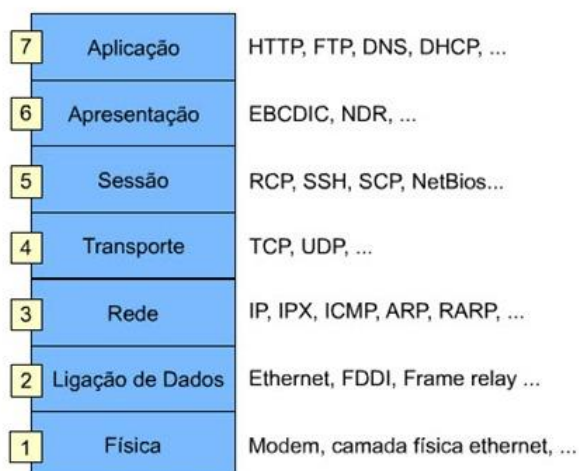 7 Aplicação HTTP, FTP, DNS, DHCP, ...
6 Apresentação EBCDIC, NDR, ...
5 Sessão RCP, SSH, SCP, NetBios...
4 Transporte TCP, UDP, ...
3 Rede IP, IPX, ICMP, ARP, RARP, ...
2 Ligação de Dados Ethernet, FDDI, Frame relay ...
1 Física Modem, camada física ethernet, ...